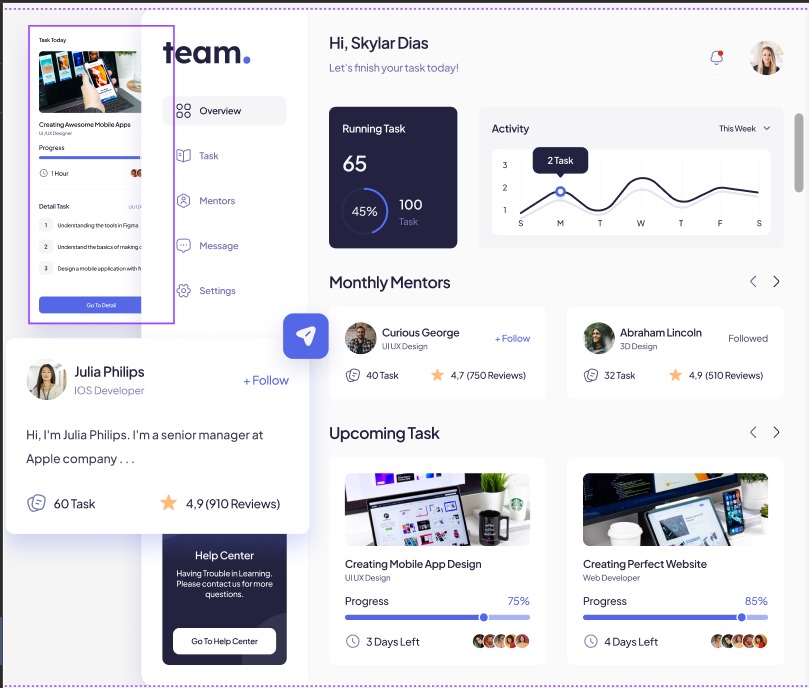 Task Today
Creating Awesome Mobile Apps
UI /UX Designer
Progress
1 Hour
Detail Task
UI /UX
1 Understanding the tools in Figma
2 Understand the basics of making
3 Design a mobile application with
Go To Detail
team.
Overview
Task
Mentors
Message
Settings
Julia Philips
IOS Developer
+ Follow
Hi, I'm Julia Philips. I'm a senior manager at
Apple company . . .
60 Task
4,9 (910 Reviews)
Help Center
Having Trouble in Learning.
Please contact us for more
questions.
Go To Help Center
Hi, Skylar Dias
Let's finish your task today!
Running Task
65
45%
100
Task
Activity
This Week
2 Task
3
2
1
S M T W T F S
Monthly Mentors
Curious George
UI UX Design
+ Follow
40 Task
4,7 (750 Reviews)
Abraham Lincoln
3D Design
Followed
32 Task
4,9 (510 Reviews)
Upcoming Task
Creating Mobile App Design
UI UX Design
Progress 75%
3 Days Left
Creating Perfect Website
Web Developer
Progress 85%
4 Days Left